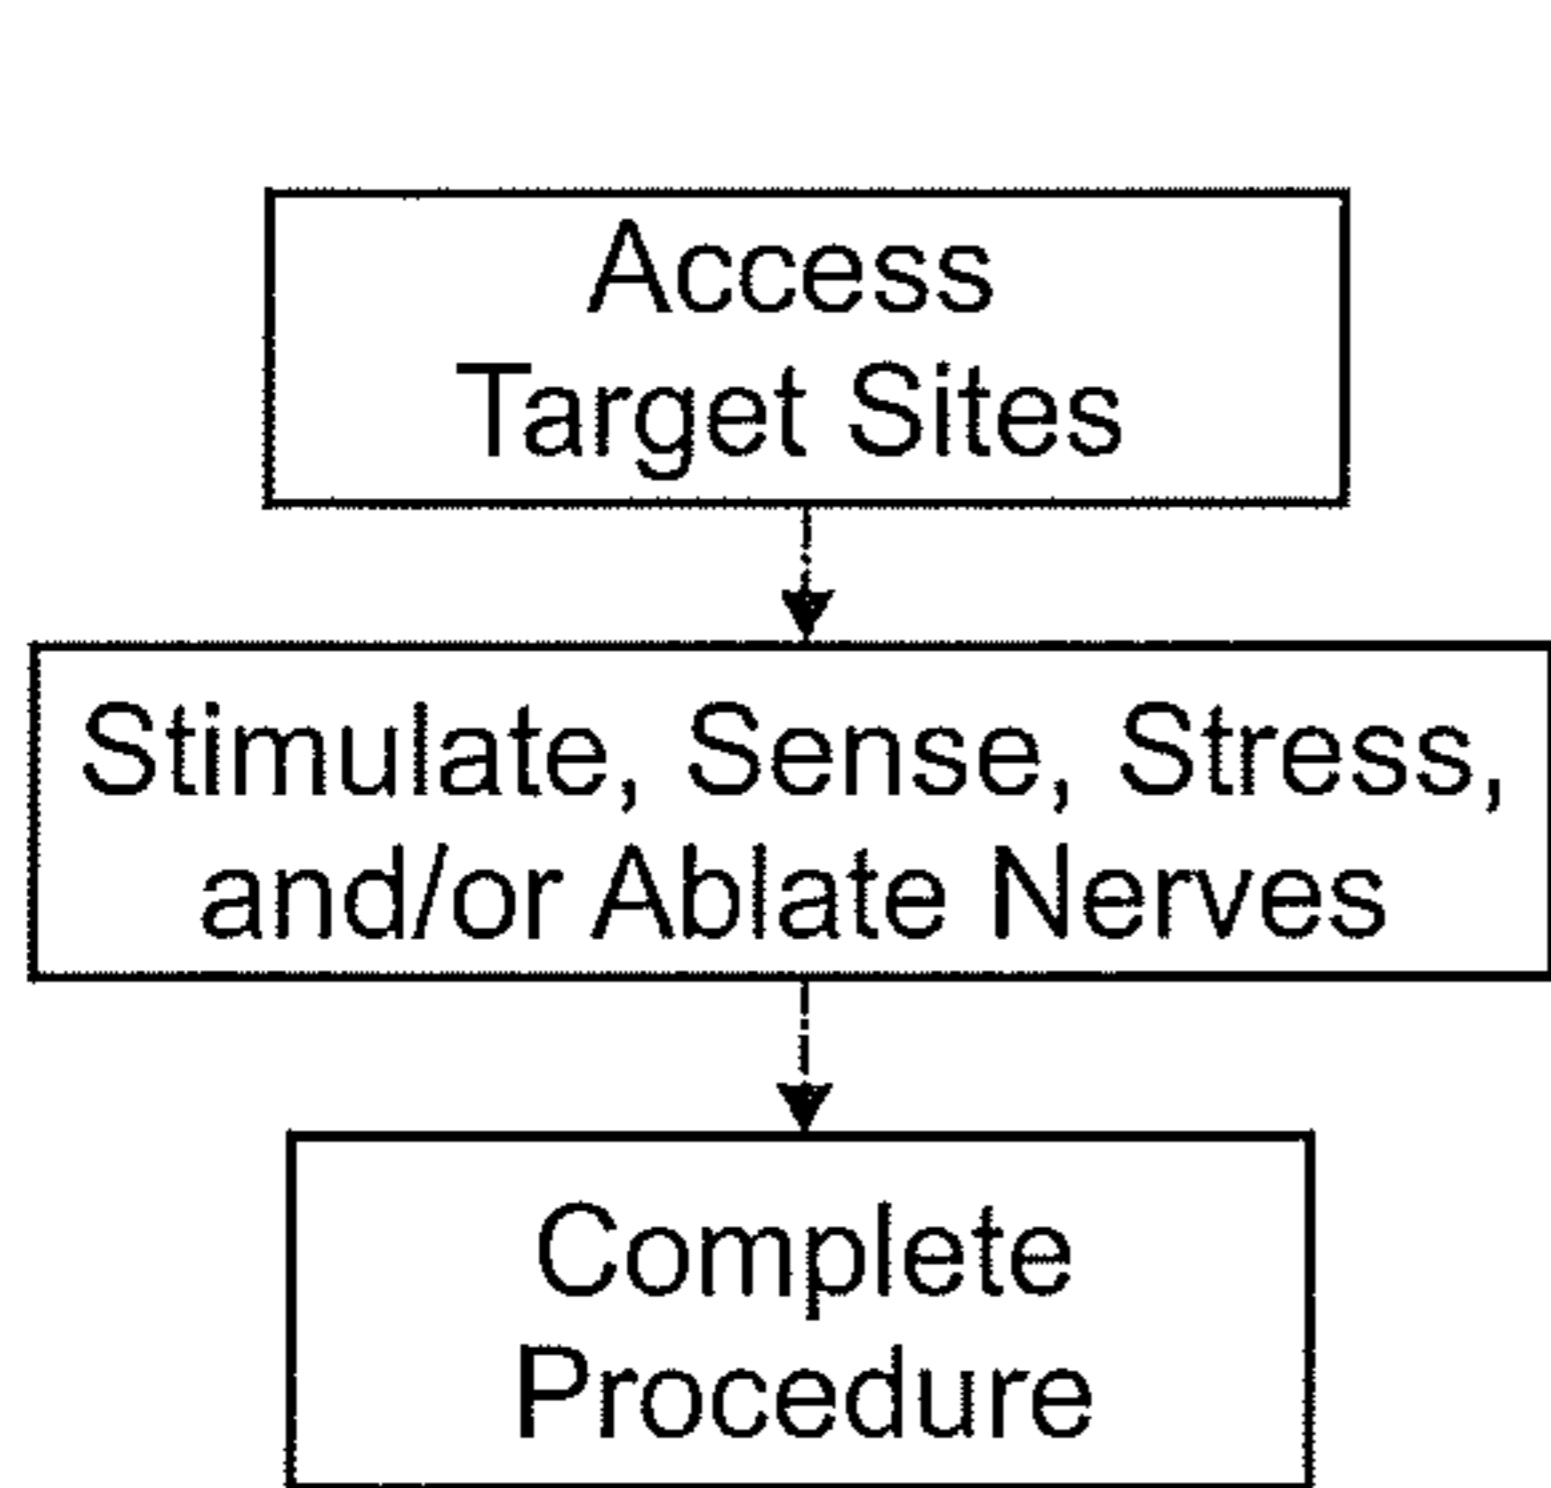 Access
Target Sites
Stimulate, Sense, Stress,
and/or Ablate Nerves
Complete
Procedure